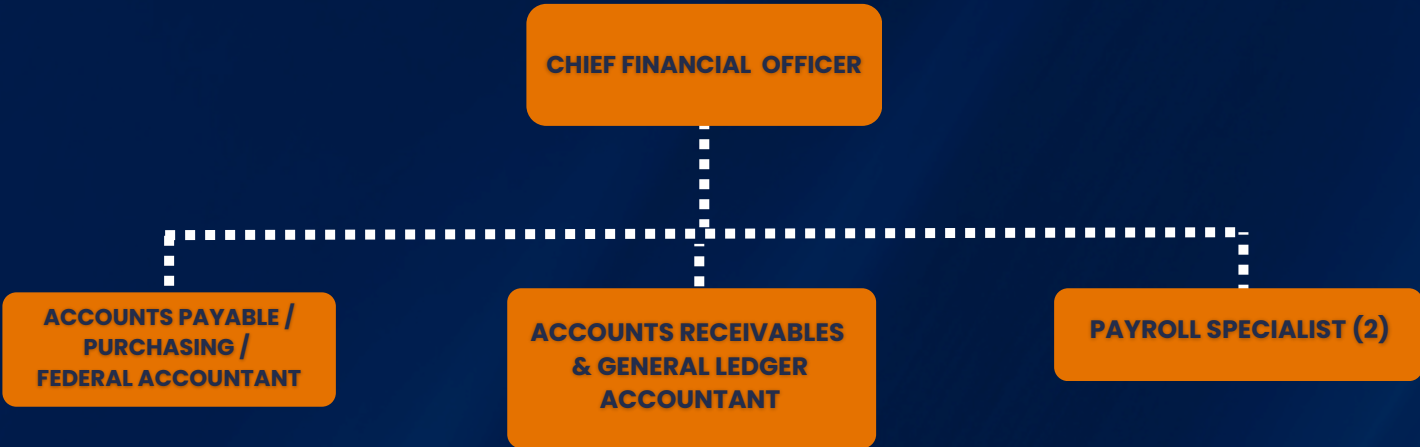 CHIEF FINANCIAL OFFICER
ACCOUNTS PAYABLE /
PURCHASING /
FEDERAL ACCOUNTANT
ACCOUNTS RECEIVABLES
& GENERAL LEDGER
ACCOUNTANT
PAYROLL SPECIALIST (2)